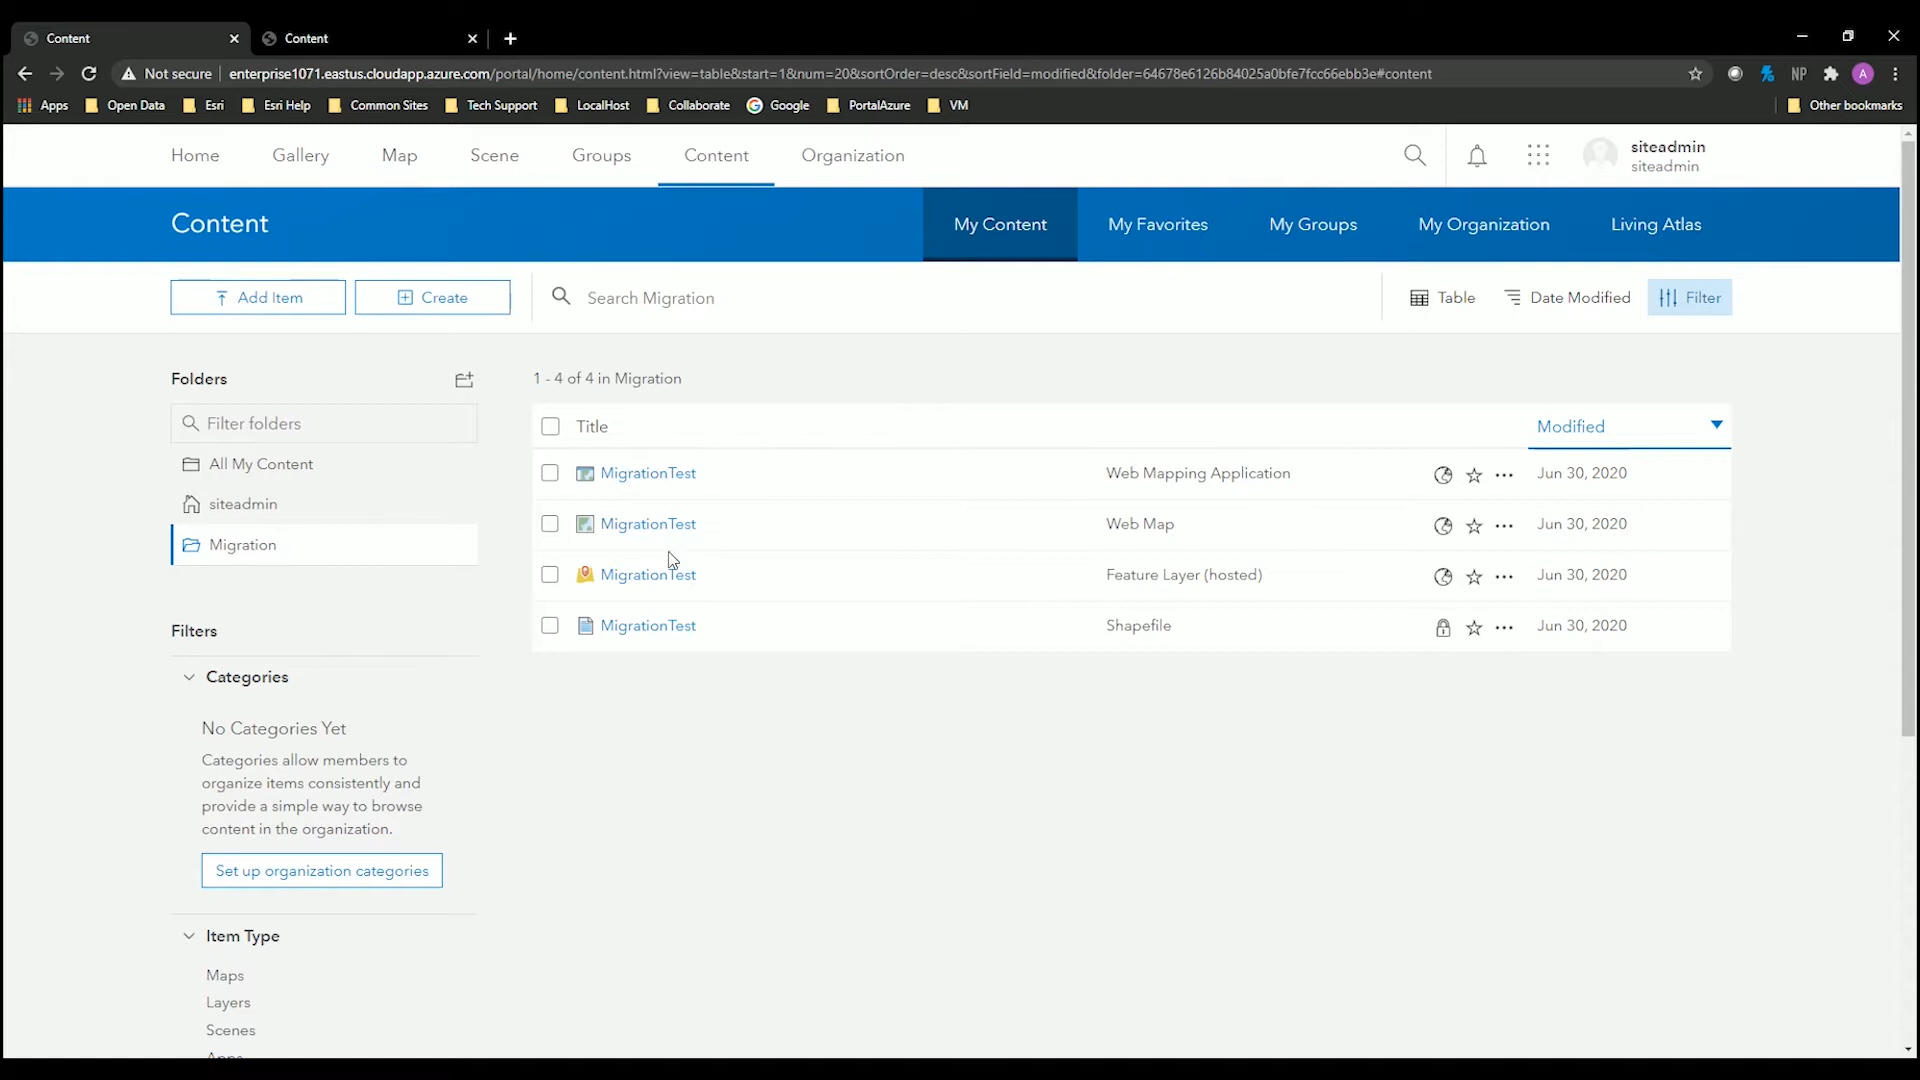 Content
Content
Not secure
enterprise1071.eastus.cloudapp.azure.com/portal/home/content.html?view=table&start=1&num=20&sortOrder=desc&sortField=modified&folder=64678e6126b84025a0bfe7fcc66ebb3e#content
NP
A
Apps
Open Data
Esri
Esri Help
Common Sites
Tech Support
LocalHost
Collaborate
Google
PortalAzure
VM
Other bookmarks
Home
Gallery
Map
Scene
Groups
Content
Organization
siteadmin
siteadmin
Content
My Content
My Favorites
My Groups
My Organization
Living Atlas
Add Item
Create
Search Migration
Table
Date Modified
Filter
Folders
1 - 4 of 4 in Migration
Filter folders
All My Content
siteadmin
Migration
Title
Modified
MigrationTest
Web Mapping Application
Jun 30, 2020
MigrationTest
Web Map
Jun 30, 2020
MigrationTest
Feature Layer (hosted)
Jun 30, 2020
MigrationTest
Shapefile
Jun 30, 2020
Filters
Categories
No Categories Yet
Categories allow members to
organize items consistently and
provide a simple way to browse
content in the organization.
Set up organization categories
Item Type
Maps
Layers
Scenes
Apps